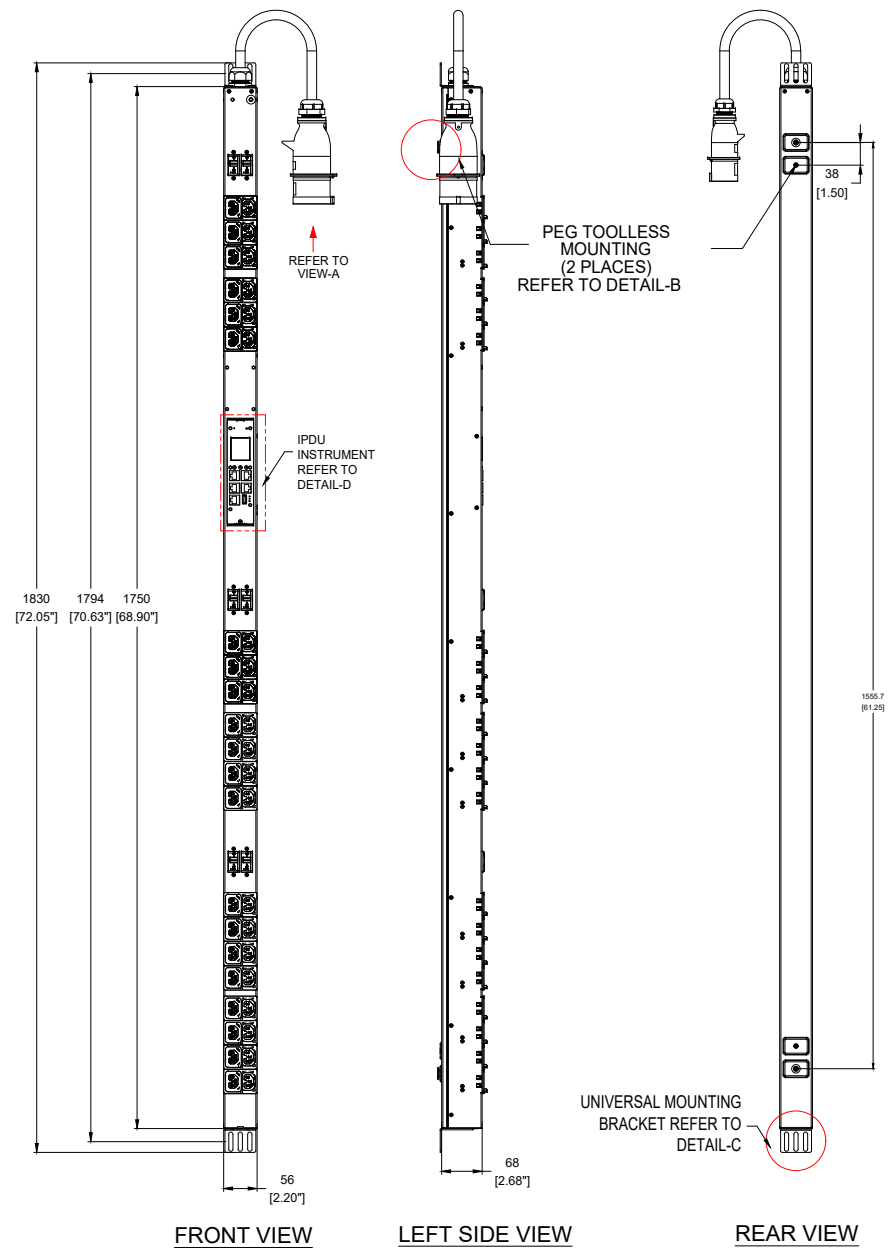 38
[1.50]
PEG TOOLLESS
MOUNTING
(2 PLACES)
REFER TO DETAIL-B
REFER TO
VIEW-A
IPDU
INSTRUMENT
REFER TO
DETAIL-D
1830
[72.05"]
1794
[70.63"]
1750
[68.90"]
1555.7
[61.25]
UNIVERSAL MOUNTING
BRACKET REFER TO
DETAIL-C
56
[2.20"]
68
[2.68"]
FRONT VIEW
LEFT SIDE VIEW
REAR VIEW